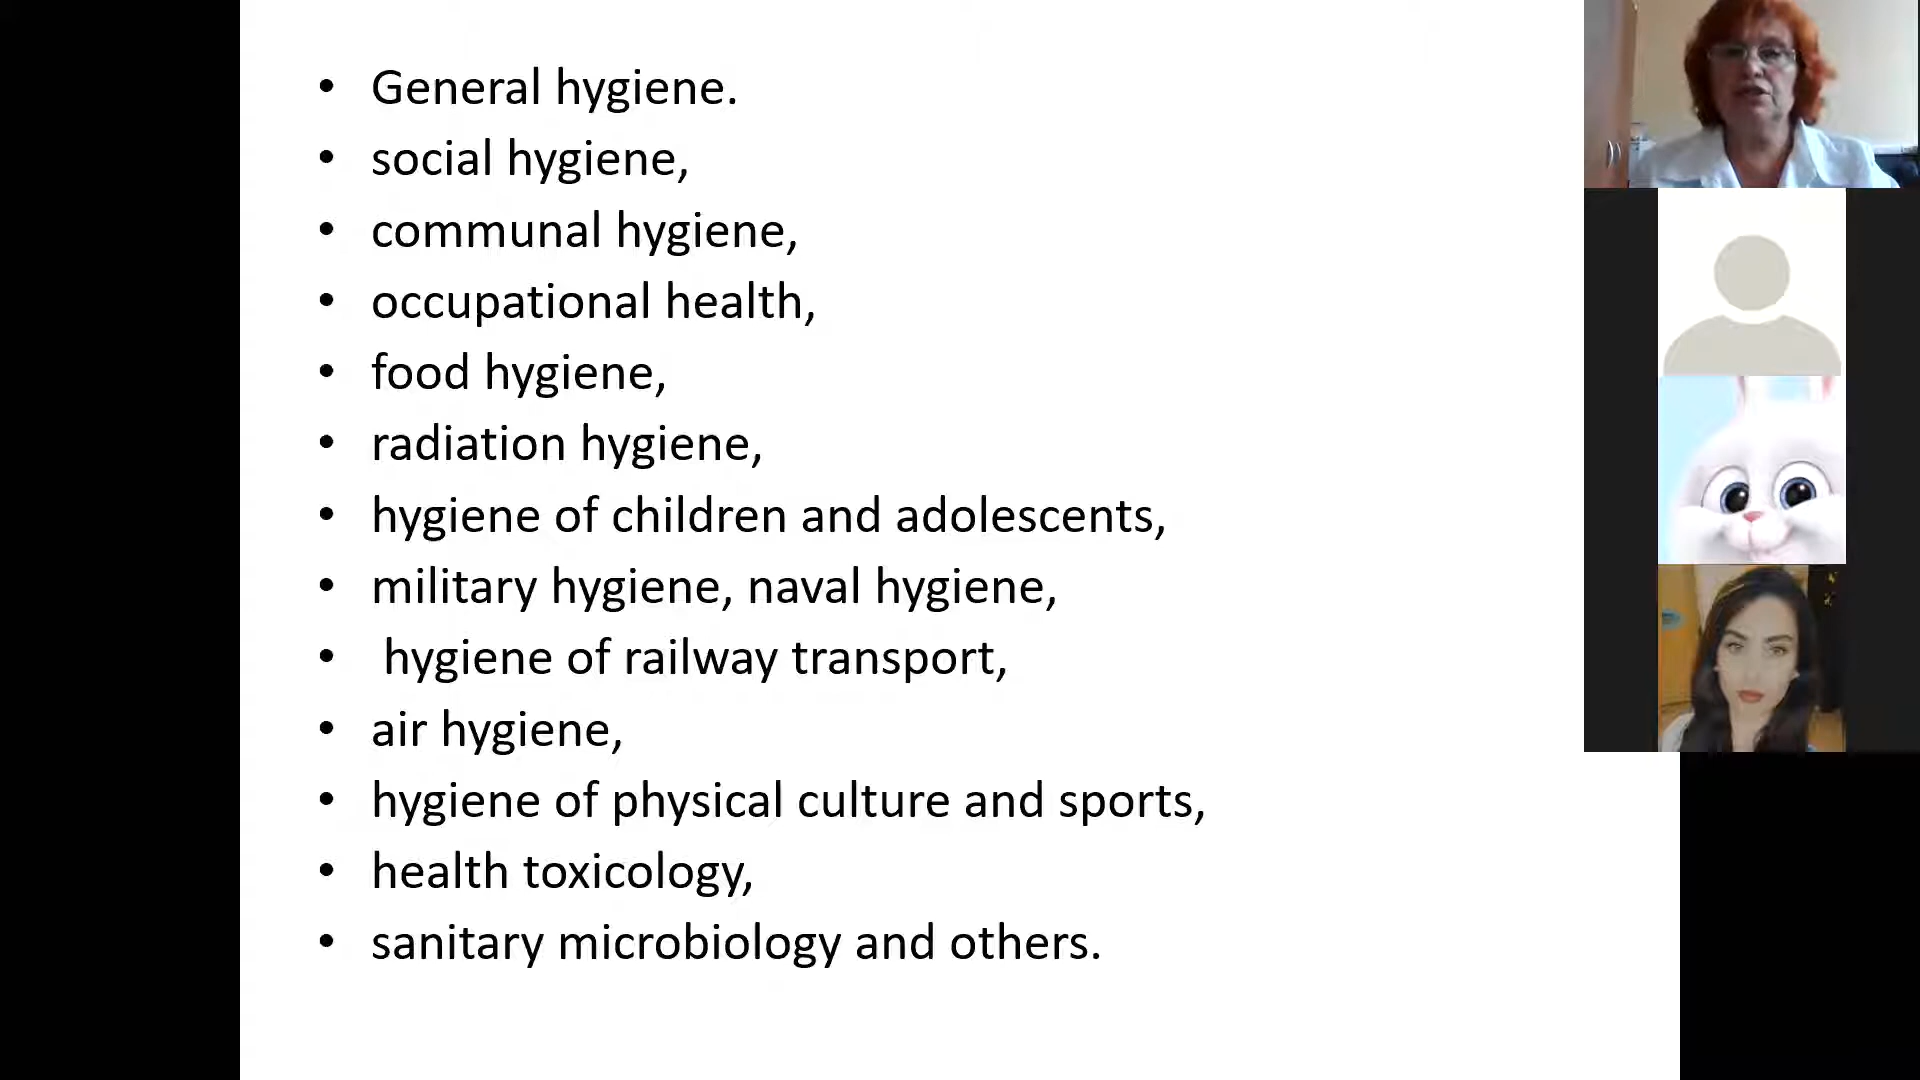 • General hygiene.
• social hygiene,
• communal hygiene,
• occupational health,
• food hygiene,
• radiation hygiene,
• hygiene of children and adolescents,
• military hygiene, naval hygiene,
• hygiene of railway transport,
• air hygiene,
• hygiene of physical culture and sports,
• health toxicology,
• sanitary microbiology and others.